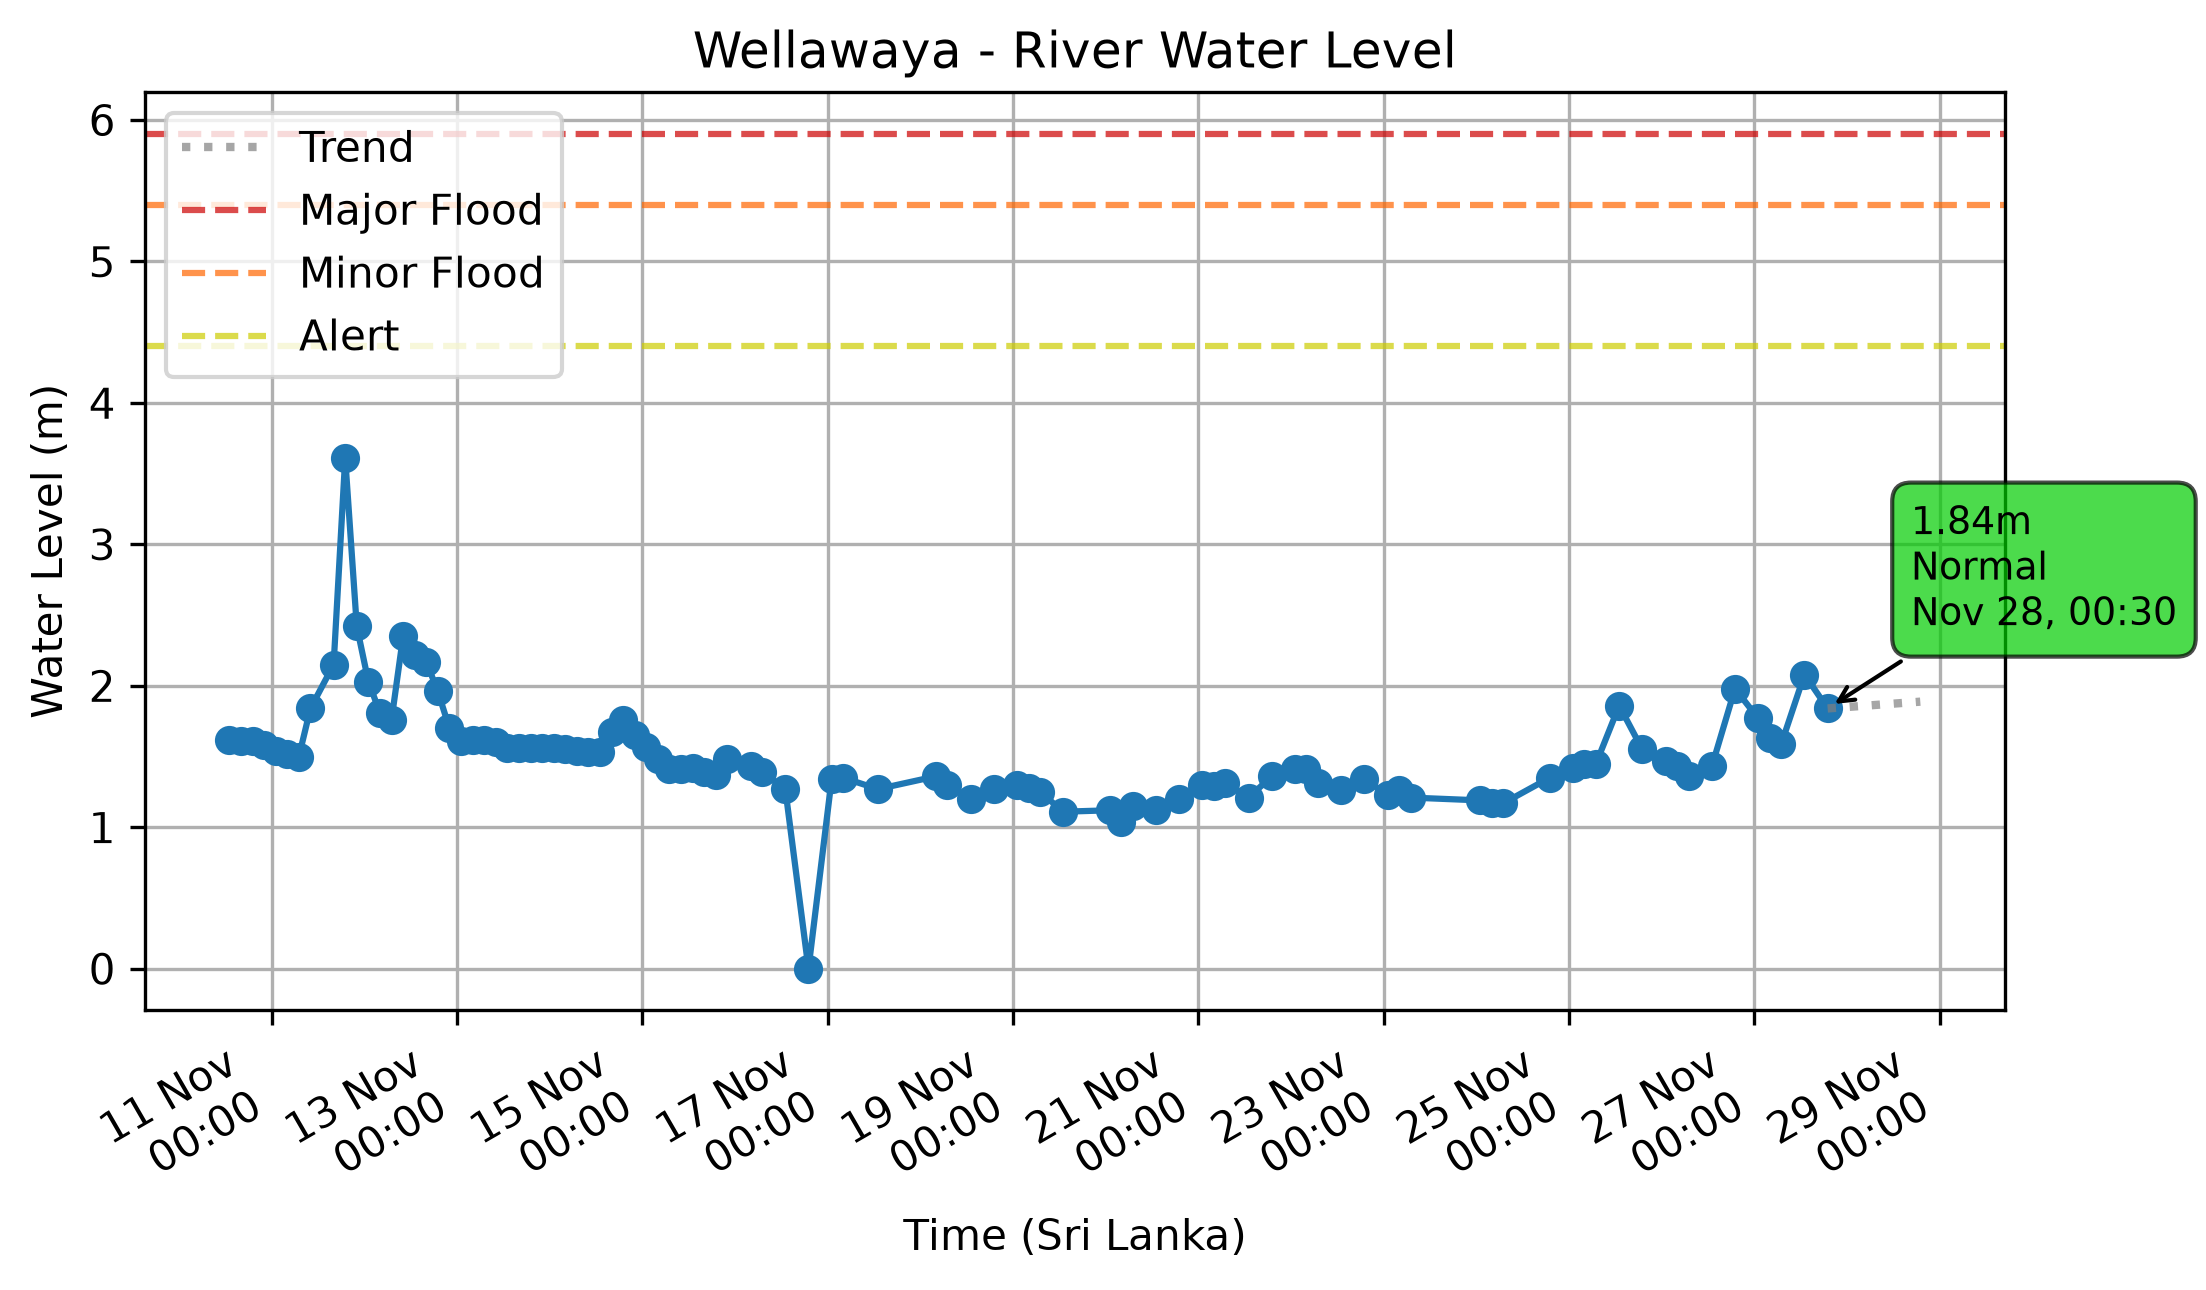 Wellawaya - River Water Level
6
5
4
3
2
1
0
Water Level (m)
Trend
Major Flood
Minor Flood
Alert
1.84m
Normal
Nov 28, 00:30
11 Nov
00:00
13 Nov
00:00
15 Nov
00:00
17 Nov
00:00
19 Nov
00:00
21 Nov
00:00
23 Nov
00:00
25 Nov
00:00
27 Nov
00:00
29 Nov
00:00
Time (Sri Lanka)